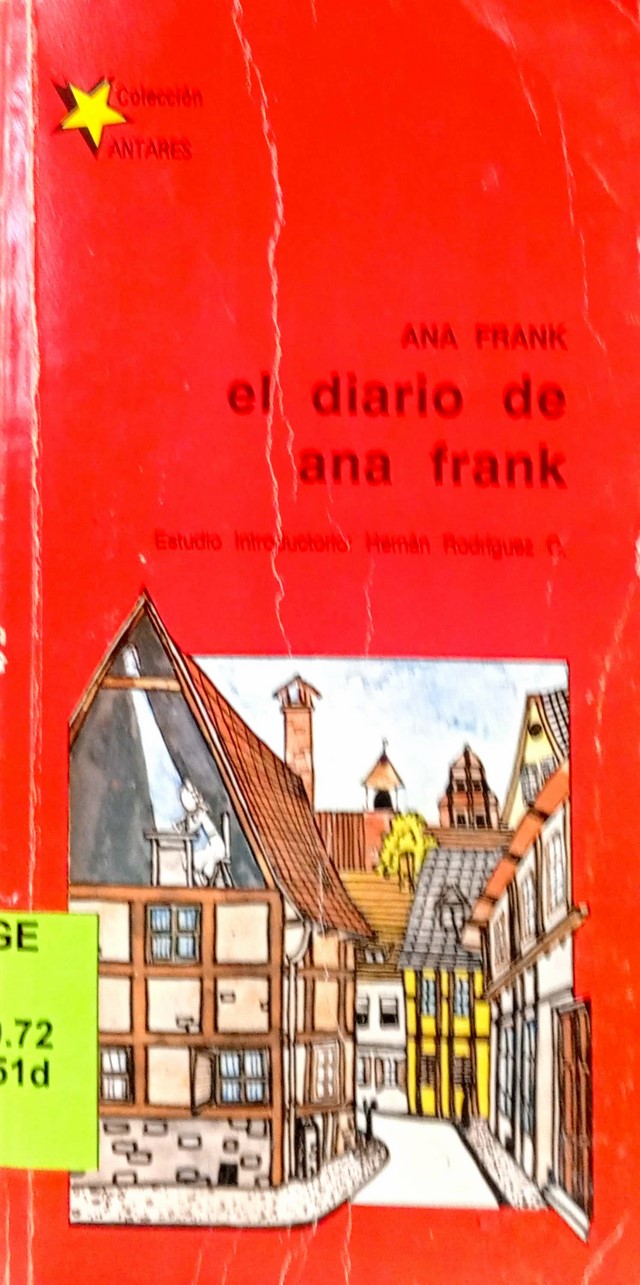 Colección
ANTARES
ANA FRANK
el diario de
ana frank
Estudio Introductorio: Hernán Rodríguez C.
GE
.72
51d